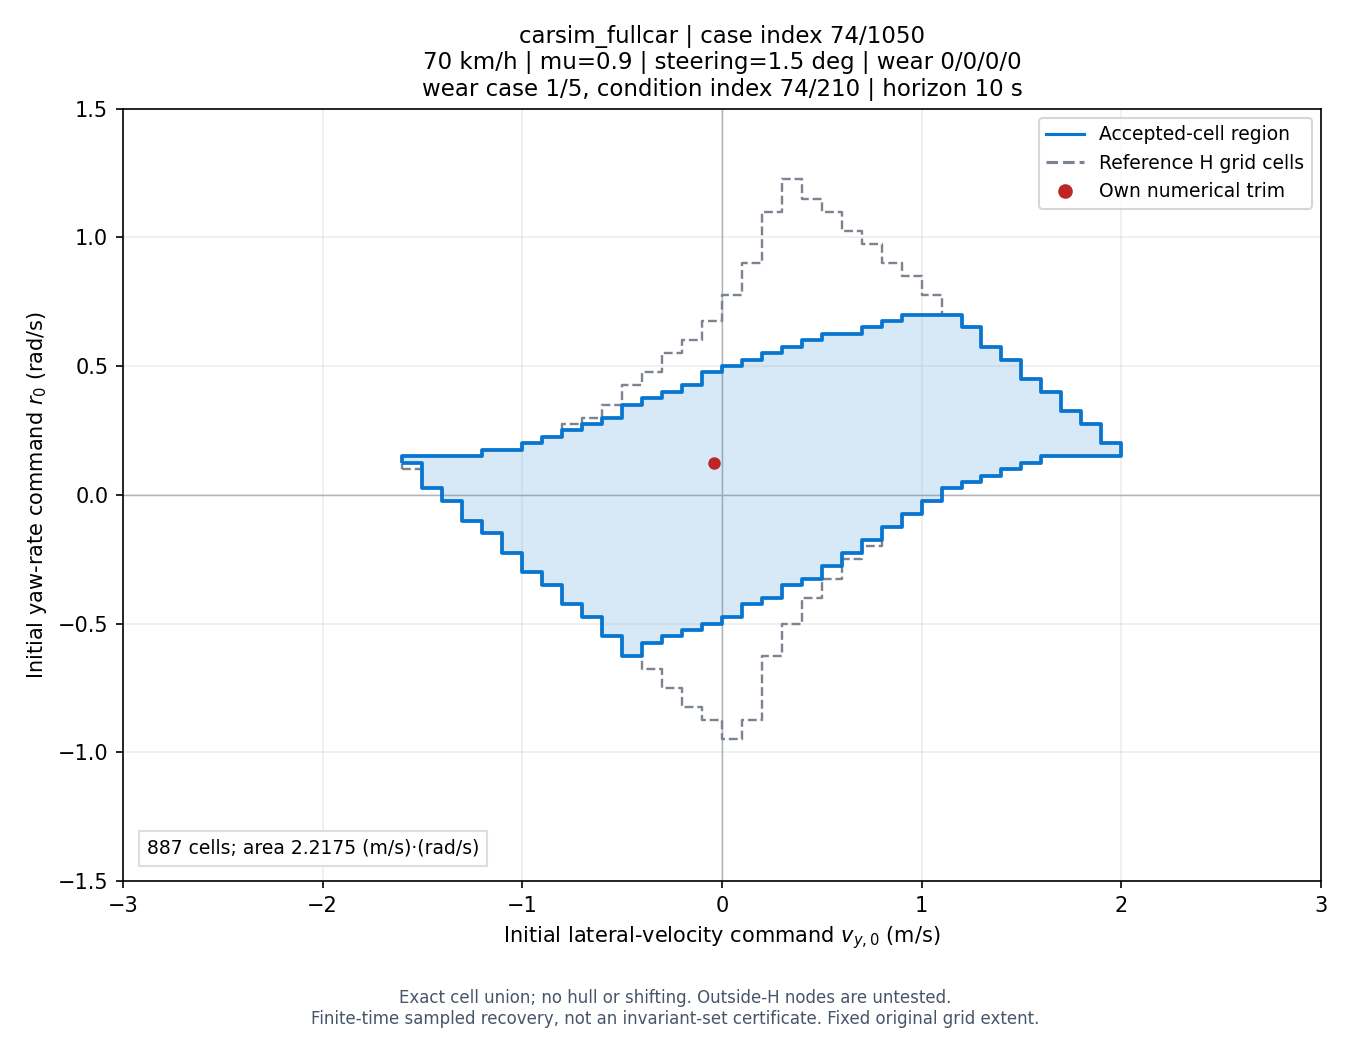 carsim_fullcar | case index 74/1050
70 km/h | mu=0.9 | steering=1.5 deg | wear 0/0/0/0
wear case 1/5, condition index 74/210 | horizon 10 s
Accepted-cell region
Reference H grid cells
Own numerical trim
1.5
1.0
0.5
0.0
−0.5
−1.0
−1.5
Initial yaw-rate command r0 (rad/s)
887 cells; area 2.2175 (m/s)·(rad/s)
−3
−2
−1
0
1
2
3
Initial lateral-velocity command vy,0 (m/s)
Exact cell union; no hull or shifting. Outside-H nodes are untested.
Finite-time sampled recovery, not an invariant-set certificate. Fixed original grid extent.